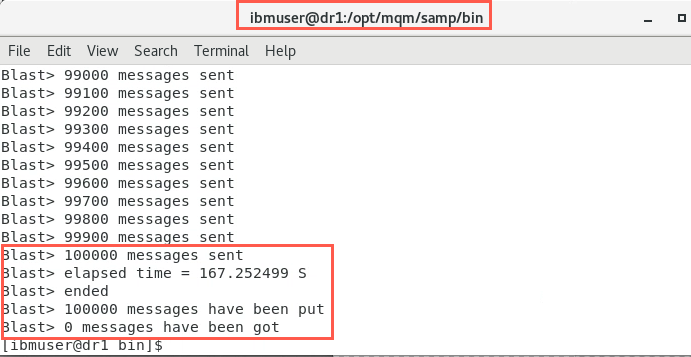 ibmuser@dr1:/opt/mqm/samp/bin
File Edit View Search Terminal Help
Blast> 99000 messages sent
Blast> 99100 messages sent
Blast> 99200 messages sent
Blast> 99300 messages sent
Blast> 99400 messages sent
Blast> 99500 messages sent
Blast> 99600 messages sent
Blast> 99700 messages sent
Blast> 99800 messages sent
Blast> 99900 messages sent
Blast> 100000 messages sent
Blast> elapsed time = 167.252499 S
Blast> ended
Blast> 100000 messages have been put
Blast> 0 messages have been got
[ibmuser@dr1 bin]$